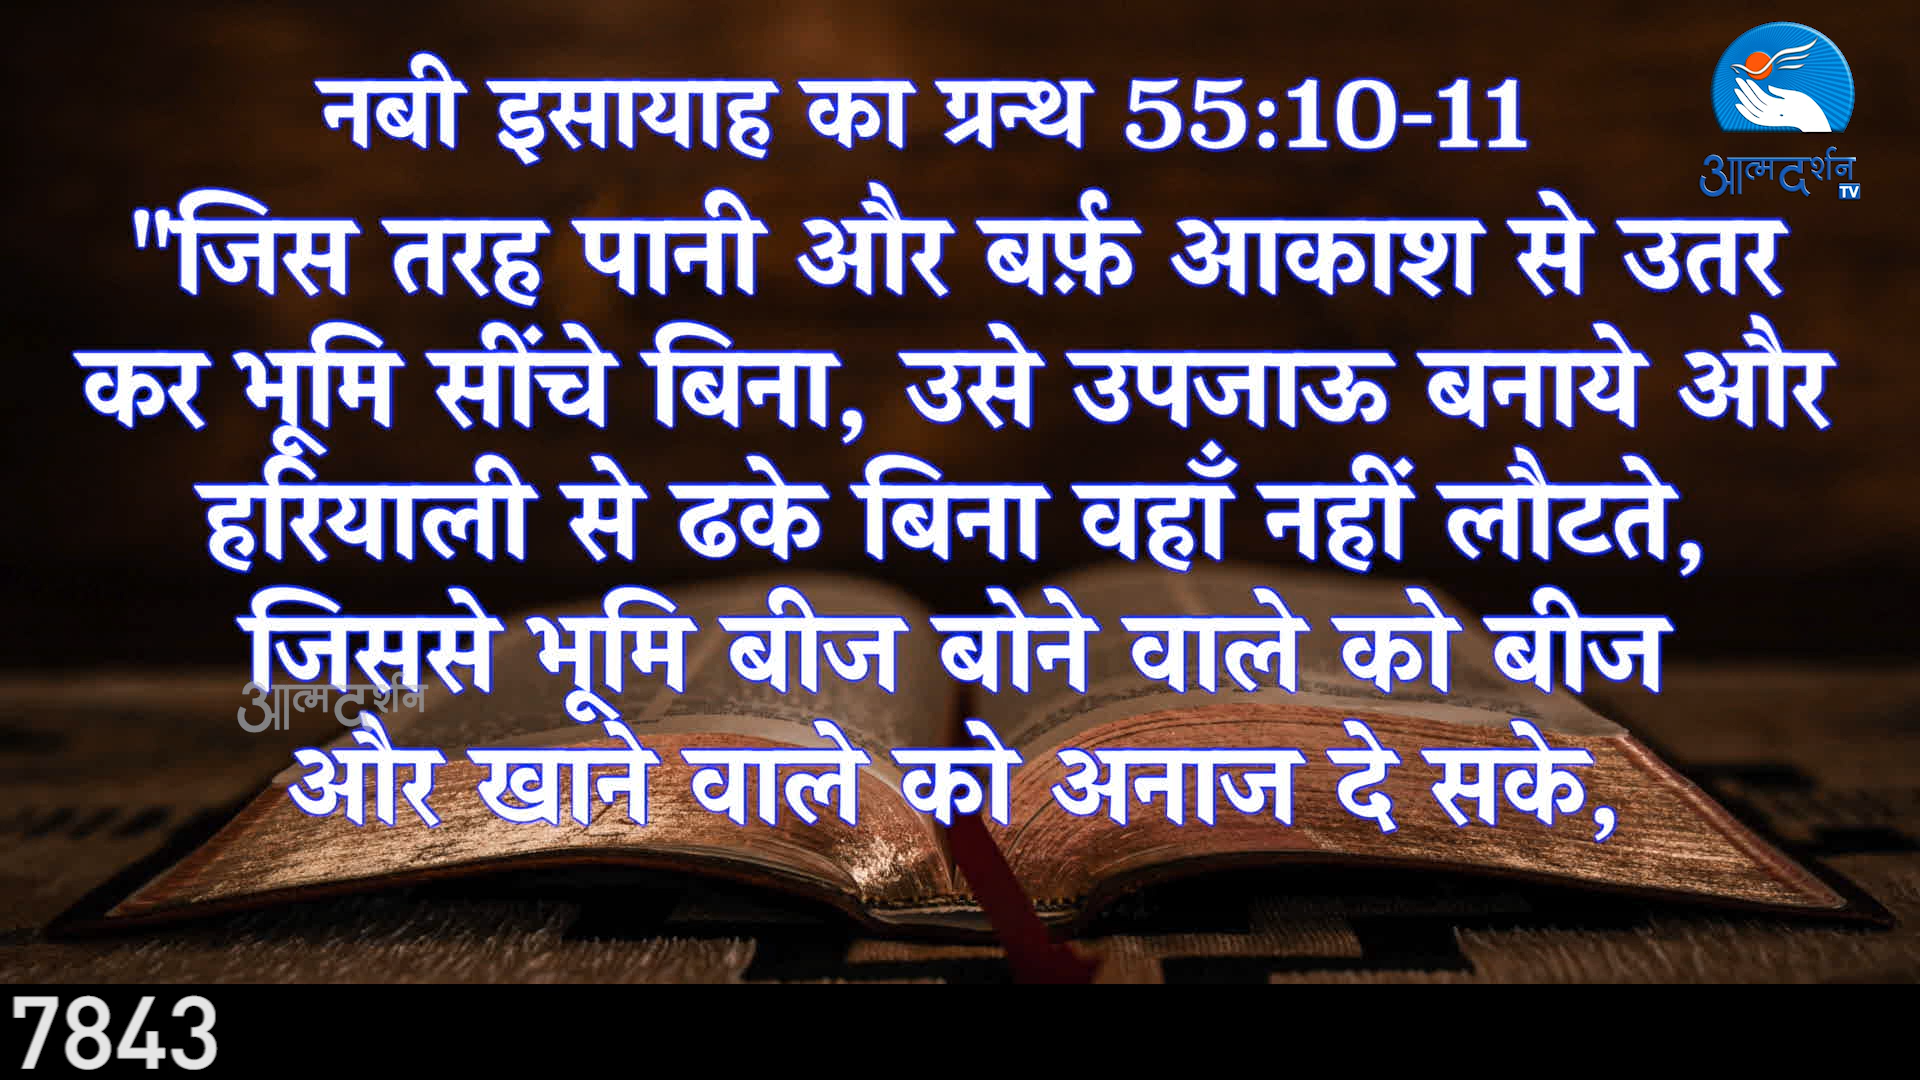 नबी इसायाह का ग्रन्थ 55:10-11
"जिस तरह पानी और बर्फ़ आकाश से उतर
कर भूमि सींचे बिना, उसे उपजाऊ बनाये और
हरियाली से ढके बिना वहाँ नहीं लौटते,
जिससे भूमि बीज बोने वाले को बीज
और खाने वाले को अनाज दे सके,
आत्मदर्शन
TV
आत्मदर्शन
7843